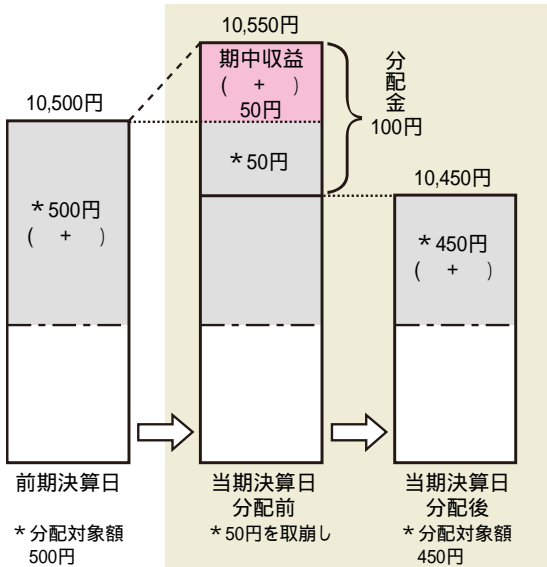 10,550円
期中収益
(　+　)
50円
分配金
100円
10,500円
*50円
10,450円
*500円
(　+　)
*450円
(　+　)
前期決算日
*分配対象額
500円
当期決算日
分配前
*50円を取崩し
当期決算日
分配後
*分配対象額
450円